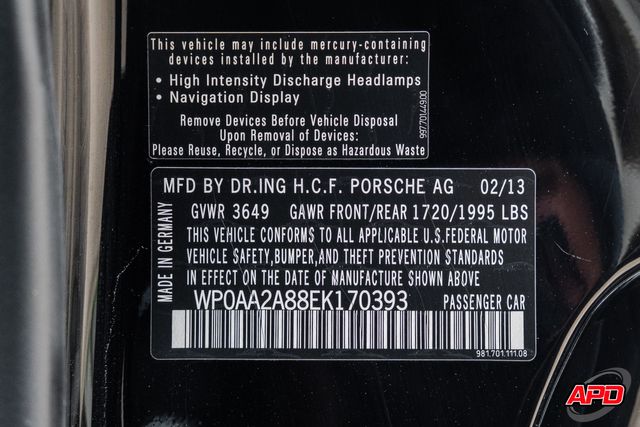 This vehicle may include mercury-containing
devices installed by the manufacturer:
• High Intensity Discharge Headlamps
• Navigation Display
Remove Devices Before Vehicle Disposal
Upon Removal of Devices:
Please Reuse, Recycle, or Dispose as Hazardous Waste
997.701.449.00
MFD BY DR.ING H.C.F. PORSCHE AG 02/13
GVWR 3649 GAWR FRONT/REAR 1720/1995 LBS
THIS VEHICLE CONFORMS TO ALL APPLICABLE U.S.FEDERAL MOTOR
VEHICLE SAFETY,BUMPER,AND THEFT PREVENTION STANDARDS
IN EFFECT ON THE DATE OF MANUFACTURE SHOWN ABOVE.
WP0AA2A88EK170393 PASSENGER CAR
MADE IN GERMANY
981.701.111.08
APD